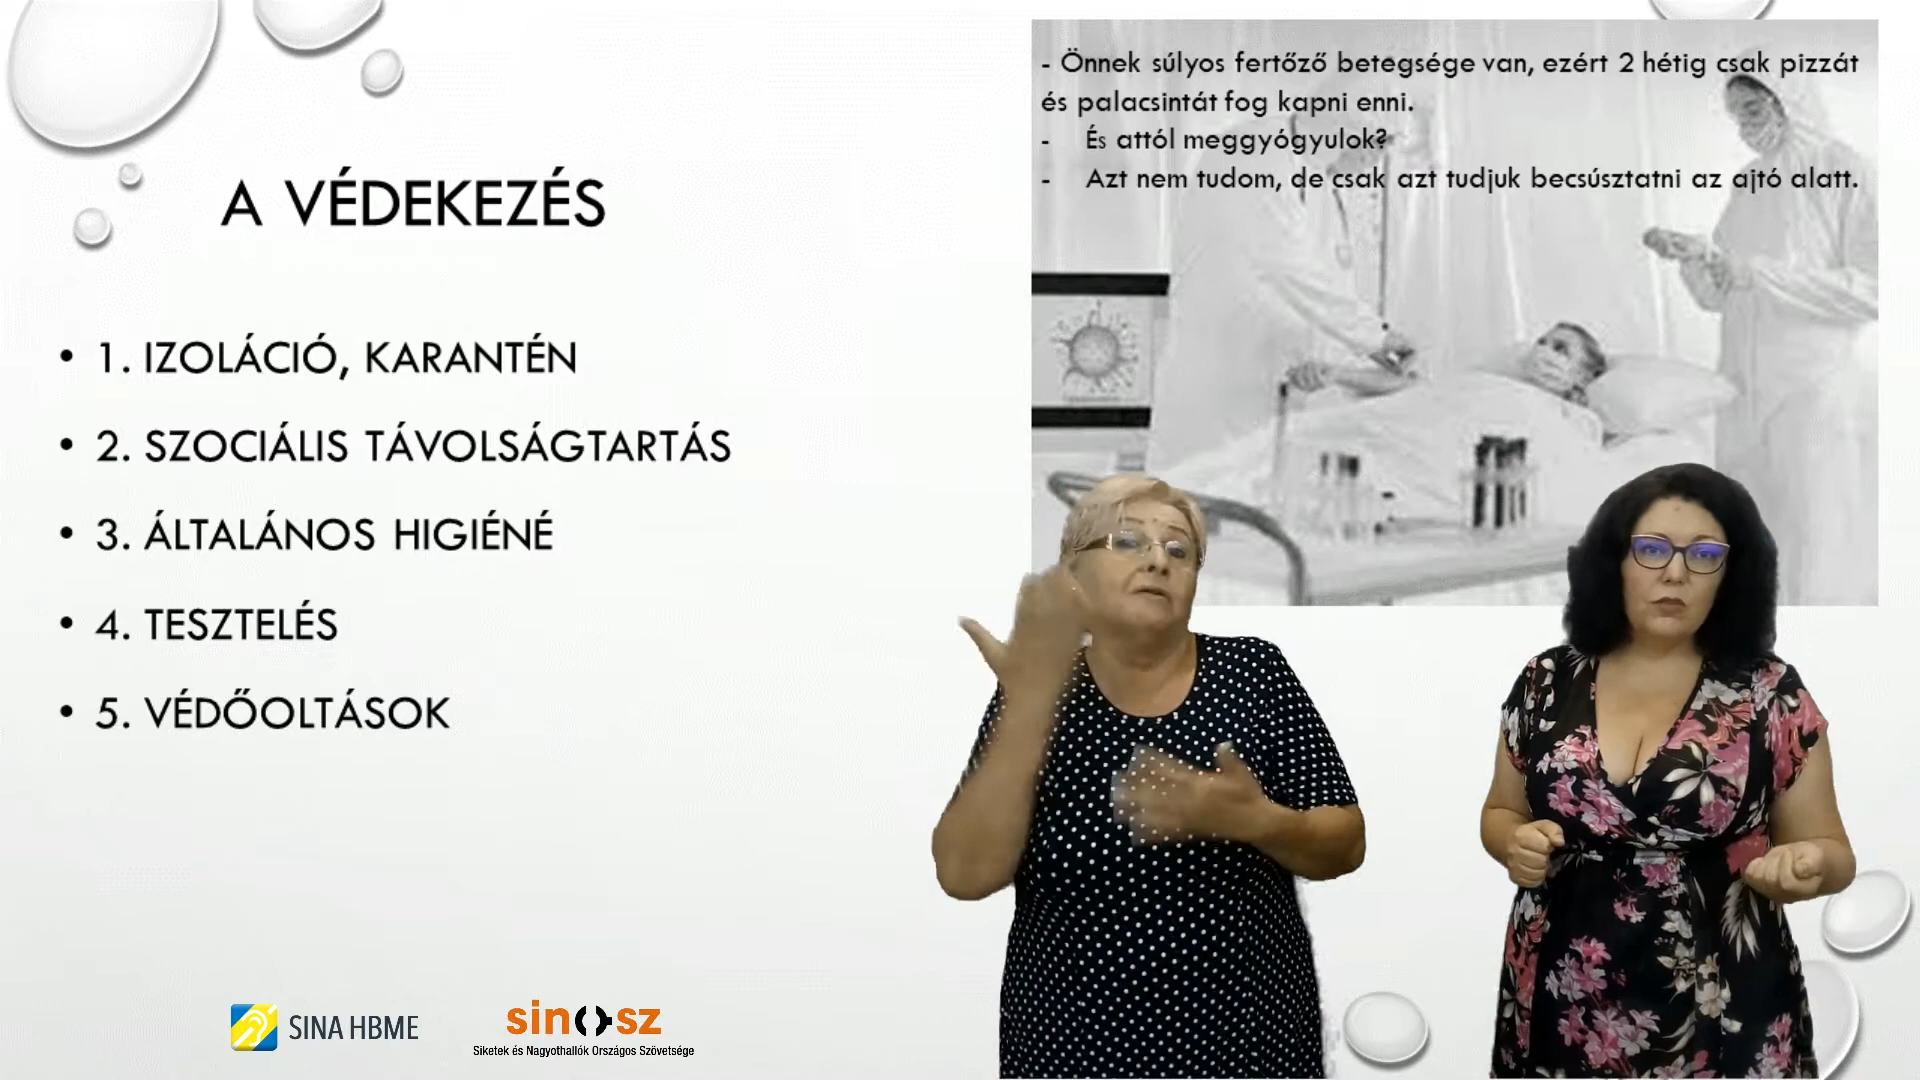 - Önnek súlyos fertőző betegsége van, ezért 2 hétig csak pizzát
és palacsintát fog kapni enni.
- És attól meggyógyulok?
- Azt nem tudom, de csak azt tudjuk becsúsztatni az ajtó alatt.
A VÉDEKEZÉS
• 1. IZOLÁCIÓ, KARANTÉN
• 2. SZOCIÁLIS TÁVOLSÁGTARTÁS
• 3. ÁLTALÁNOS HIGIÉNÉ
• 4. TESZTELÉS
• 5. VÉDŐOLTÁSOK
SINA HBME
sinosz
Siketek és Nagyothallók Országos Szövetsége